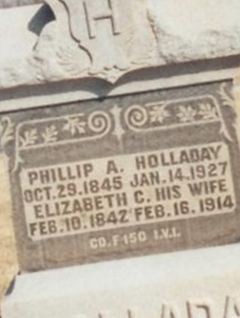 H
PHILLIP A. HOLLADAY
OCT. 29. 1845 JAN. 14. 1927
ELIZABETH C. HIS WIFE
FEB. 10. 1842 FEB. 16. 1914
CO. F 150 I.V.I.
HOLLADAY